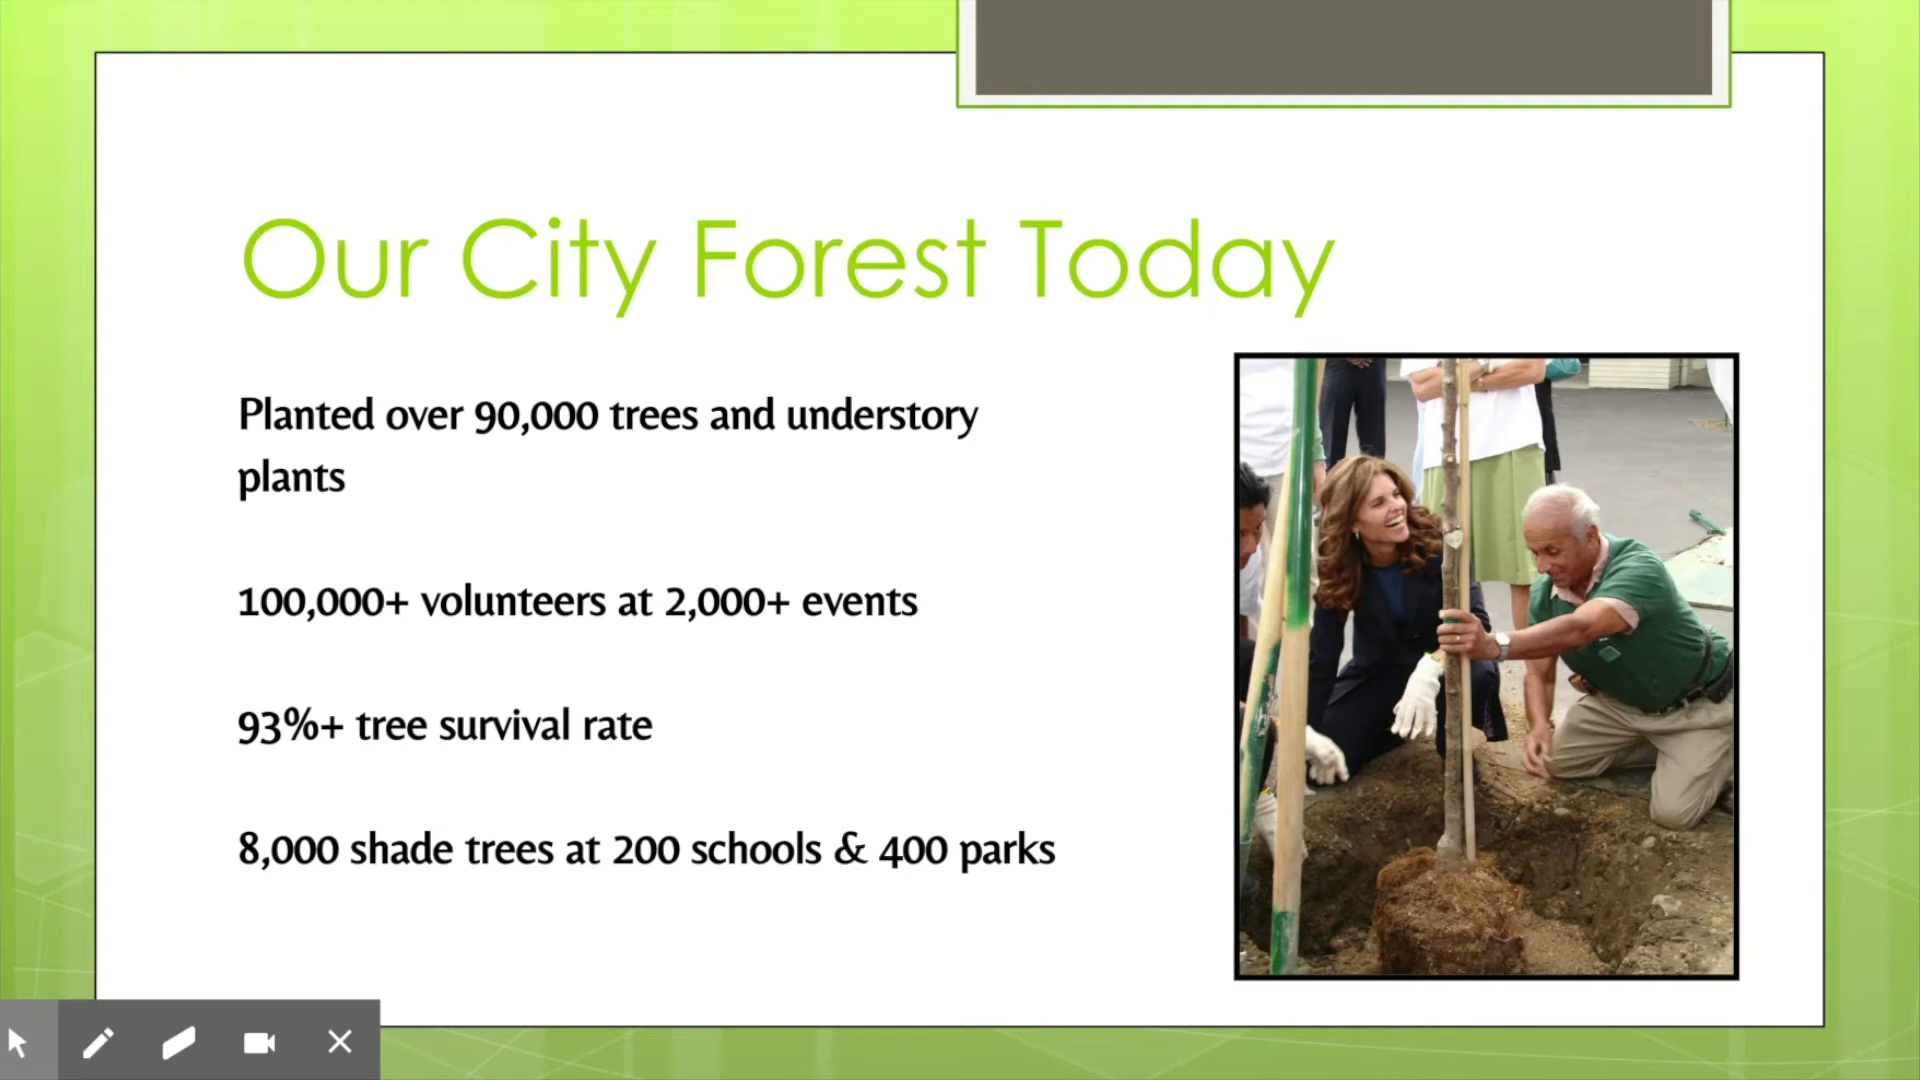 Our City Forest Today
Planted over 90,000 trees and understory
plants
100,000+ volunteers at 2,000+ events
93%+ tree survival rate
8,000 shade trees at 200 schools & 400 parks